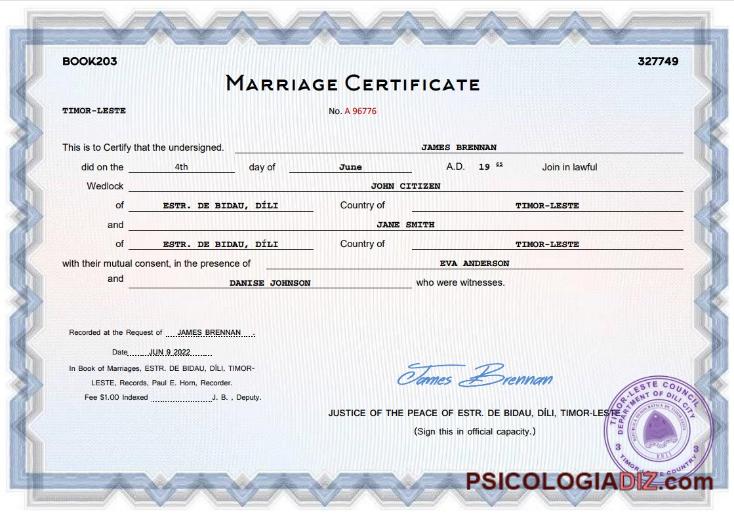 BOOK203 327749
MARRIAGE CERTIFICATE
TIMOR-LESTE No. A 96776
This is to Certify that the undersigned. JAMES BRENNAN
did on the 4th day of June A.D. 19 Join in lawful
Wedlock JOHN CITIZEN
of ESTR. DE BIDAU, DÍLI Country of TIMOR-LESTE
and JANE SMITH
of ESTR. DE BIDAU, DÍLI Country of TIMOR-LESTE
with their mutual consent, in the presence of EVA ANDERSON
and DANISE JOHNSON who were witnesses.
Recorded at the Request of JAMES BRENNAN .
Date JUN 9 2022
In Book of Marriages, ESTR. DE BIDAU, DÍLI, TIMOR-
LESTE, Records, Paul E. Horn, Recorder.
Fee $1.00 Indexed J. B. , Deputy.
James Brennan
JUSTICE OF THE PEACE OF ESTR. DE BIDAU, DÍLI, TIMOR-LESTE
(Sign this in official capacity.)
TIMOR-LESTE COUNCIL
DEPARTMENT OF DILI CITY
TIMOR-LESTE COUNTRY
PSICOLOGIADIZ.com